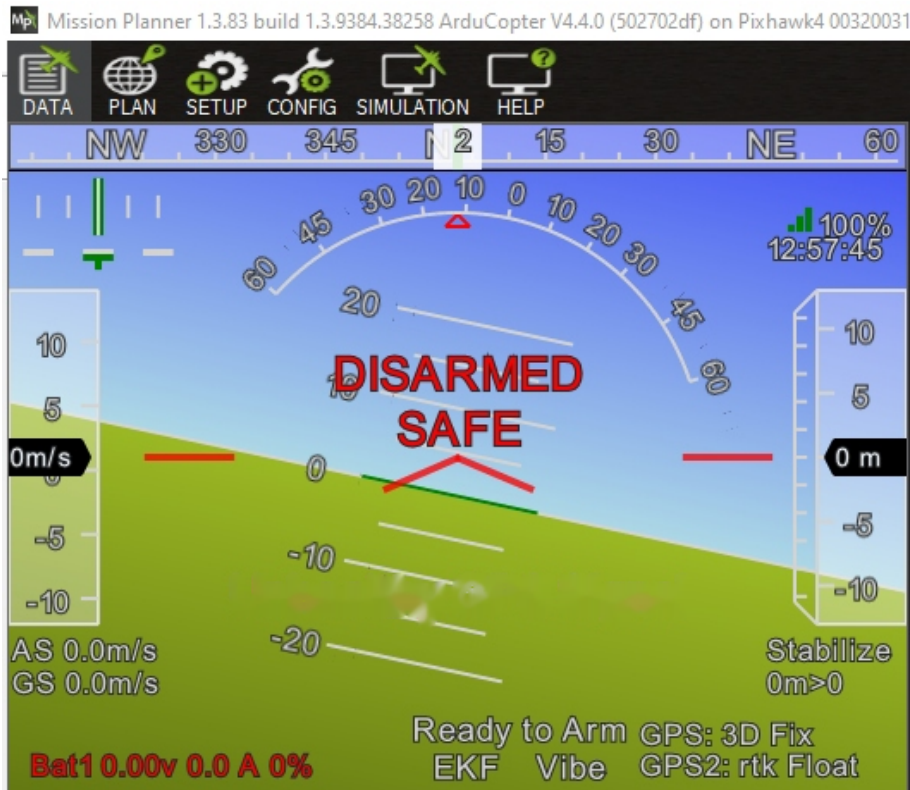 Mission Planner 1.3.83 build 1.3.9384.38258 ArduCopter V4.4.0 (502702df) on Pixhawk4 00320031
DATA PLAN SETUP CONFIG SIMULATION HELP
NW 330 345 N 2 15 30 NE 60
60 45 30 20 10 0 10 20 30 45 60
100%
12:57:45
20
10
DISARMED
SAFE
0
-10
-20
10
5
0m/s
0
-5
-10
10
5
0 m
-5
-10
AS 0.0m/s
GS 0.0m/s
Stabilize
0m>0
Ready to Arm GPS: 3D Fix
Bat1 0.00v 0.0 A 0% EKF Vibe GPS2: rtk Float